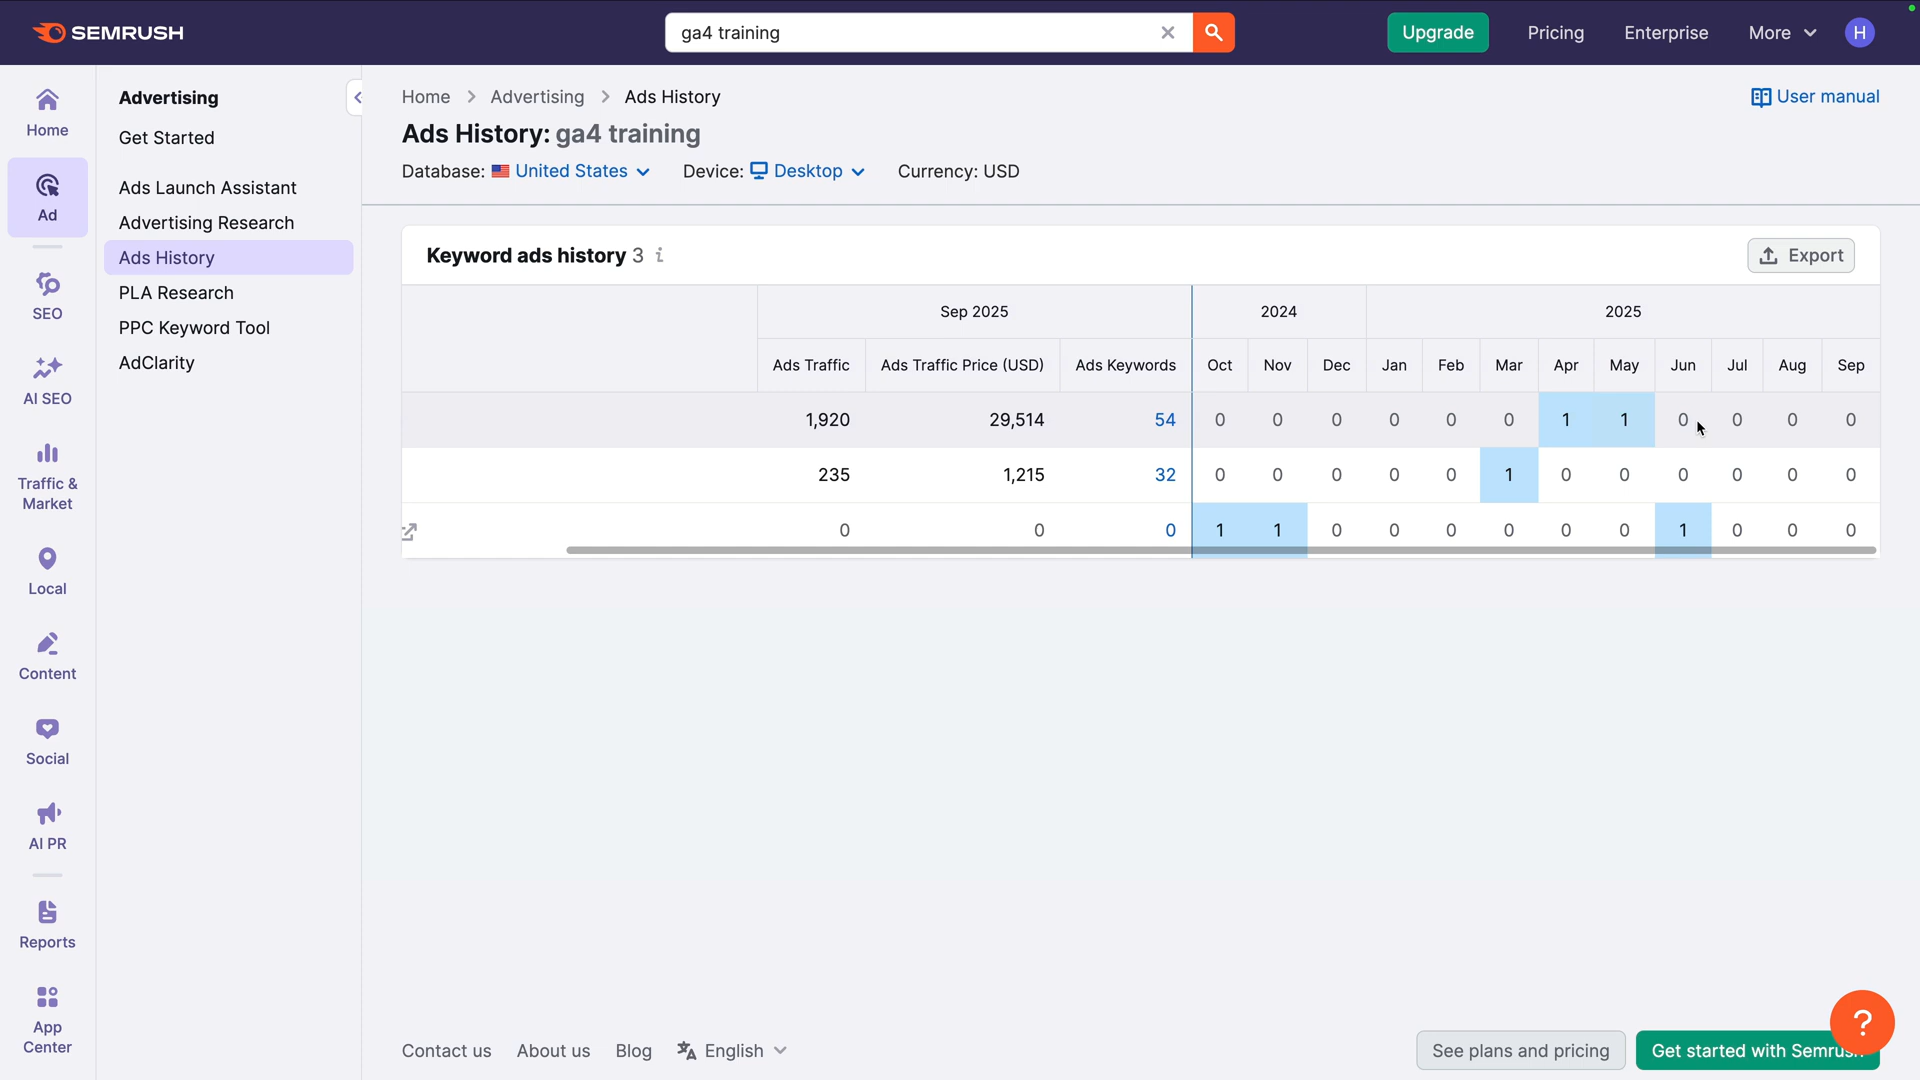 SEMRUSH
ga4 training
Upgrade
Pricing
Enterprise
More
H
Home
Ad
SEO
AI SEO
Traffic &
Market
Local
Content
Social
AI PR
Reports
App
Center
Advertising
Get Started
Ads Launch Assistant
Advertising Research
Ads History
PLA Research
PPC Keyword Tool
AdClarity
Home > Advertising > Ads History
User manual
Ads History: ga4 training
Database: United States Device: Desktop Currency: USD
Keyword ads history 3 i
Export
Sep 2025 2024 2025
Ads Traffic Ads Traffic Price (USD) Ads Keywords Oct Nov Dec Jan Feb Mar Apr May Jun Jul Aug Sep
1,920 29,514 54 0 0 0 0 0 0 1 1 0 0 0 0
235 1,215 32 0 0 0 0 0 1 0 0 0 0 0 0
0 0 0 1 1 0 0 0 0 0 0 1 0 0 0
Contact us About us Blog English
See plans and pricing
Get started with Semrush
?